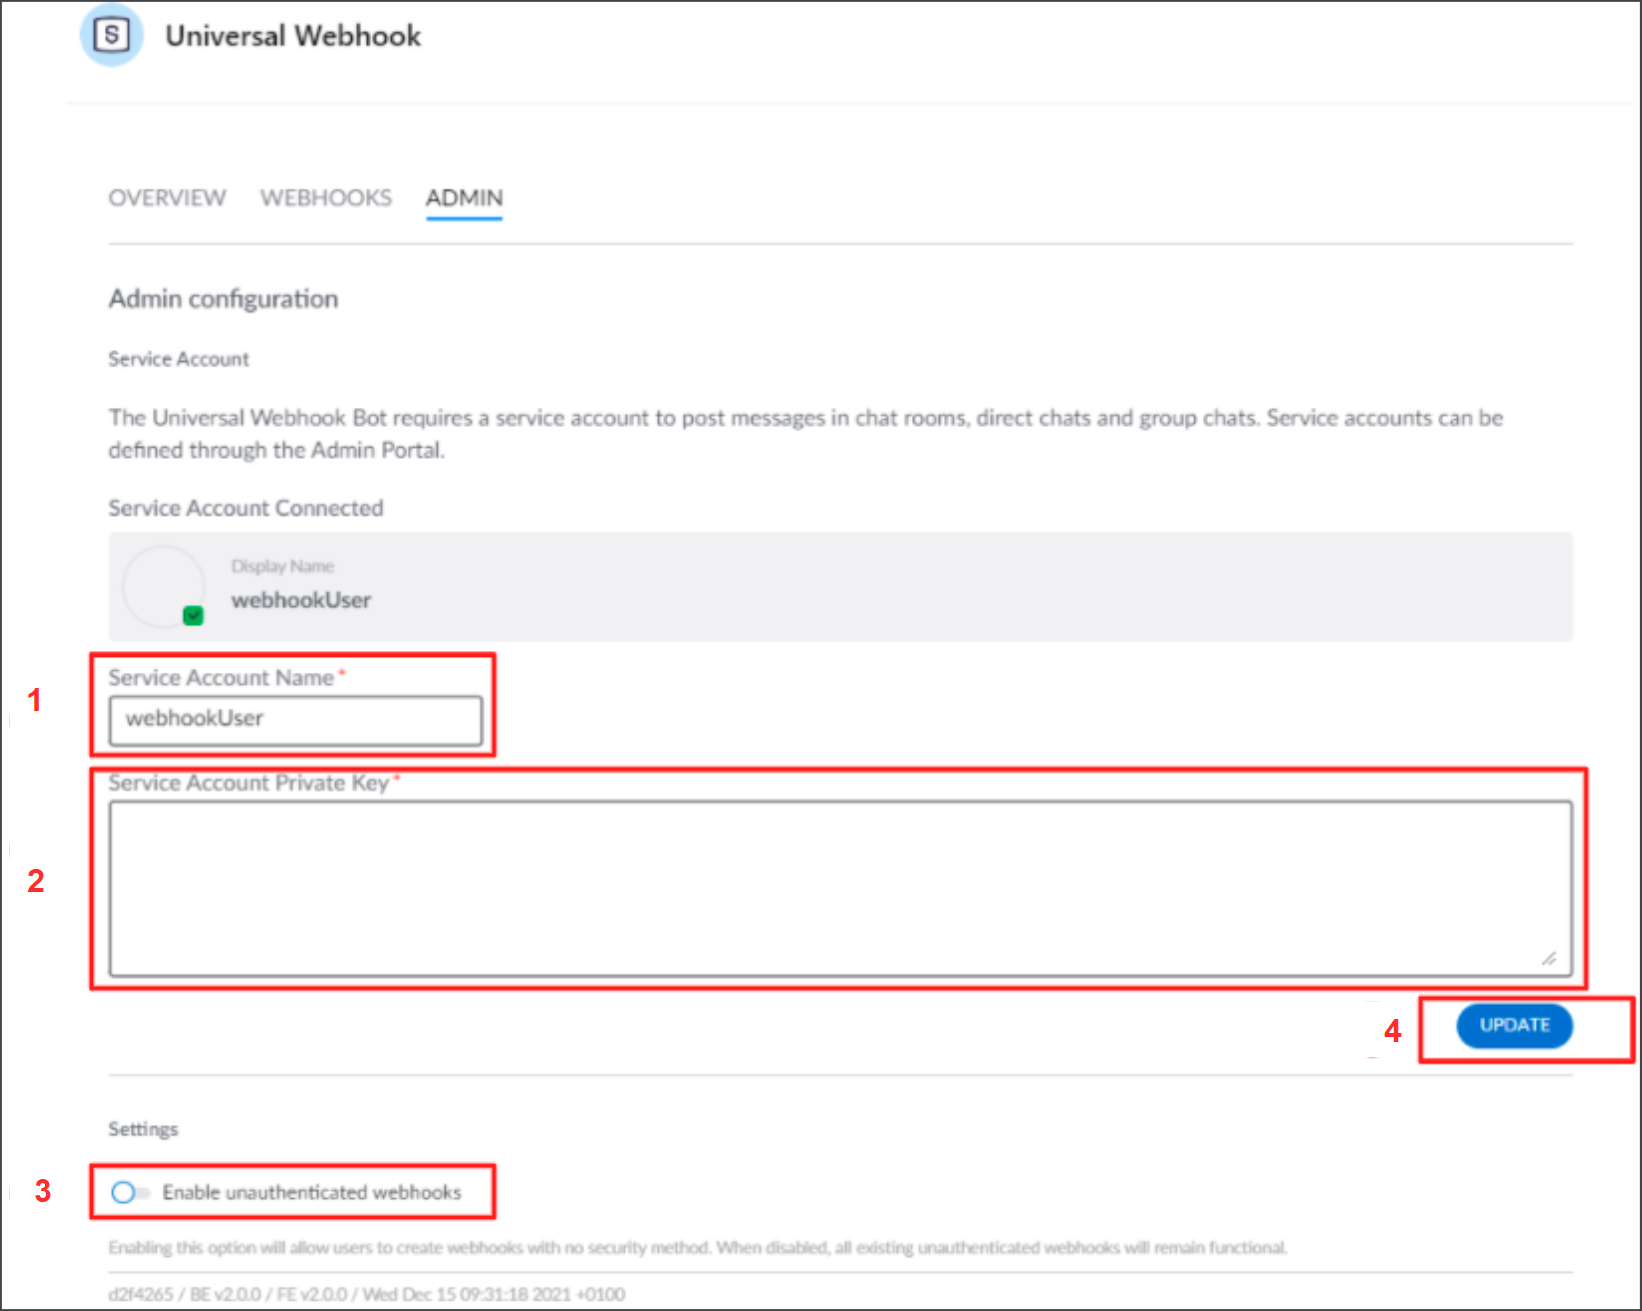 S Universal Webhook
OVERVIEW WEBHOOKS ADMIN
Admin configuration
Service Account
The Universal Webhook Bot requires a service account to post messages in chat rooms, direct chats and group chats. Service accounts can be
defined through the Admin Portal.
Service Account Connected
Display Name
webhookUser
1
Service Account Name *
webhookUser
2
Service Account Private Key *
4
UPDATE
Settings
3
Enable unauthenticated webhooks
Enabling this option will allow users to create webhooks with no security method. When disabled, all existing unauthenticated webhooks will remain functional.
d2f4265 / BE v2.0.0 / FE v2.0.0 / Wed Dec 15 09:31:18 2021 +0100